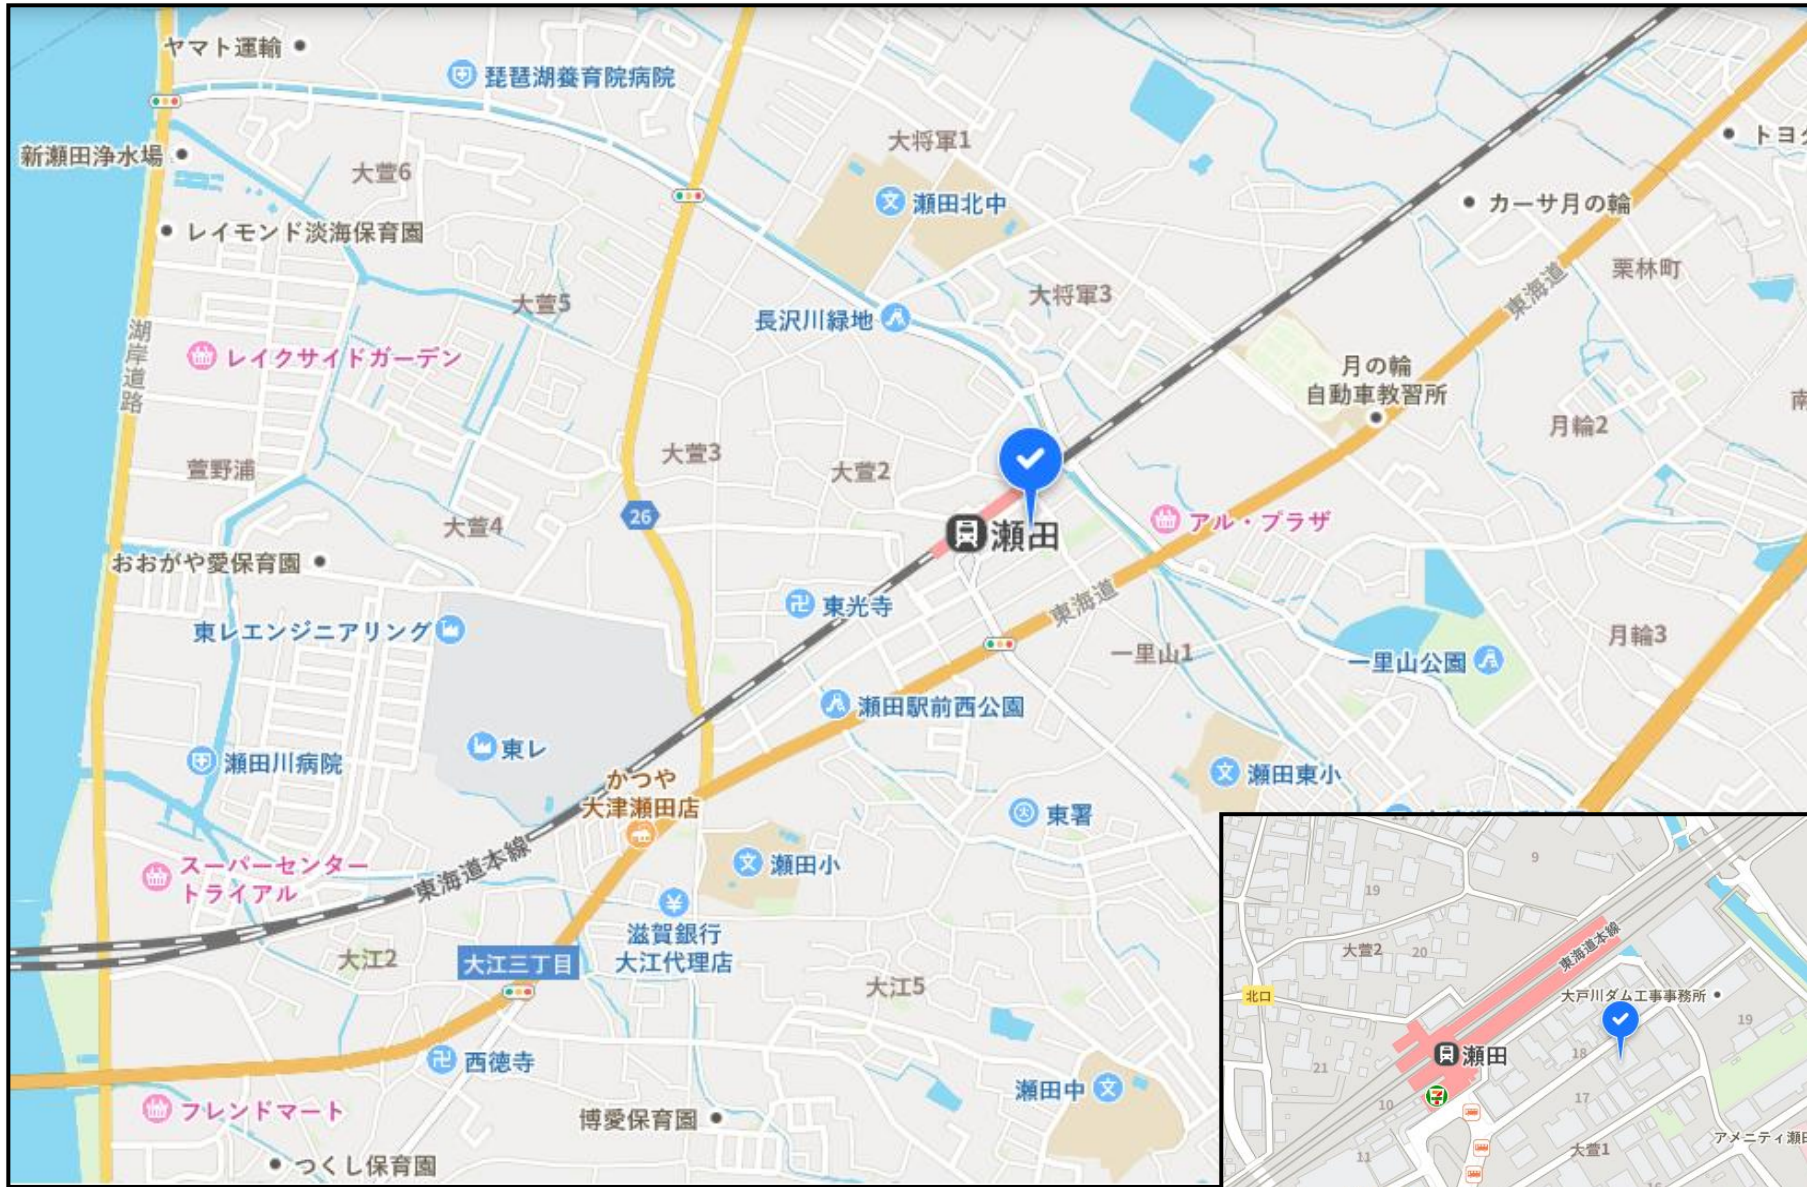 ヤマト運輸
琵琶湖養育院病院
新瀬田浄水場
大萱6
大将軍1
トヨタ
瀬田北中
カーサ月の輪
レイモンド淡海保育園
大萱5
長沢川緑地
大将軍3
東海道
栗林町
湖岸道路
レイクサイドガーデン
月の輪
自動車教習所
南
月輪2
萱野浦
大萱3
大萱2
大萱4
26
瀬田
アル・プラザ
おおがや愛保育園
東レエンジニアリング
東光寺
東海道
一里山1
一里山公園
月輪3
瀬田駅前西公園
瀬田川病院
東レ
かつや
大津瀬田店
東署
瀬田東小
スーパーセンター
トライアル
東海道本線
瀬田小
滋賀銀行
大江代理店
大江2
大江三丁目
大江5
西徳寺
瀬田中
フレンドマート
博愛保育園
つくし保育園
9
19
大萱2
20
東海道本線
北口
大戸川ダム工事事務所
19
瀬田
18
21
17
10
11
大萱1
アメニティ瀬田
16